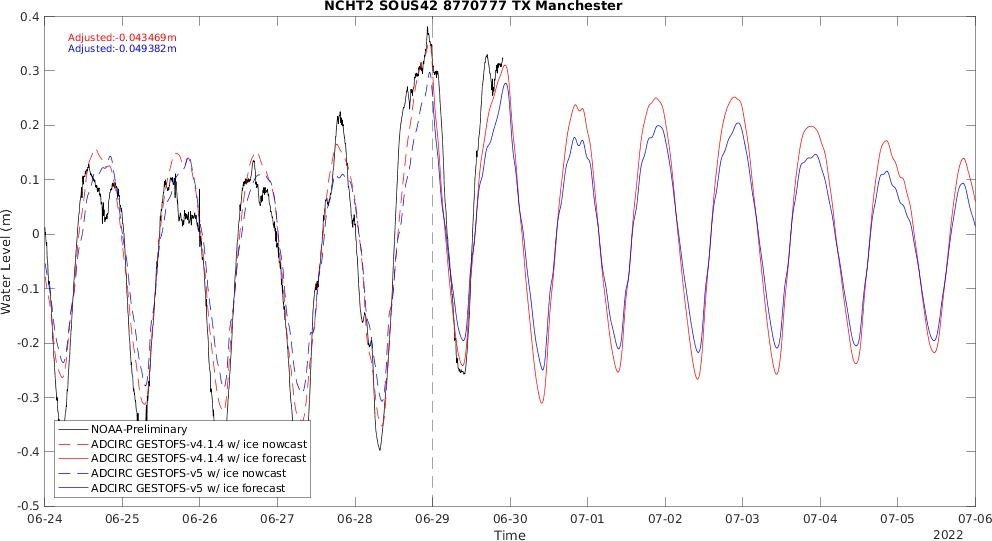 NCHT2 SOUS42 8770777 TX Manchester
Adjusted:-0.043469m
Adjusted:-0.049382m
0.4
0.3
0.2
0.1
0
-0.1
-0.2
-0.3
-0.4
-0.5
Water Level (m)
NOAA-Preliminary
ADCIRC GESTOFS-v4.1.4 w/ ice nowcast
ADCIRC GESTOFS-v4.1.4 w/ ice forecast
ADCIRC GESTOFS-v5 w/ ice nowcast
ADCIRC GESTOFS-v5 w/ ice forecast
06-24 06-25 06-26 06-27 06-28 06-29 06-30 07-01 07-02 07-03 07-04 07-05 07-06
Time
2022